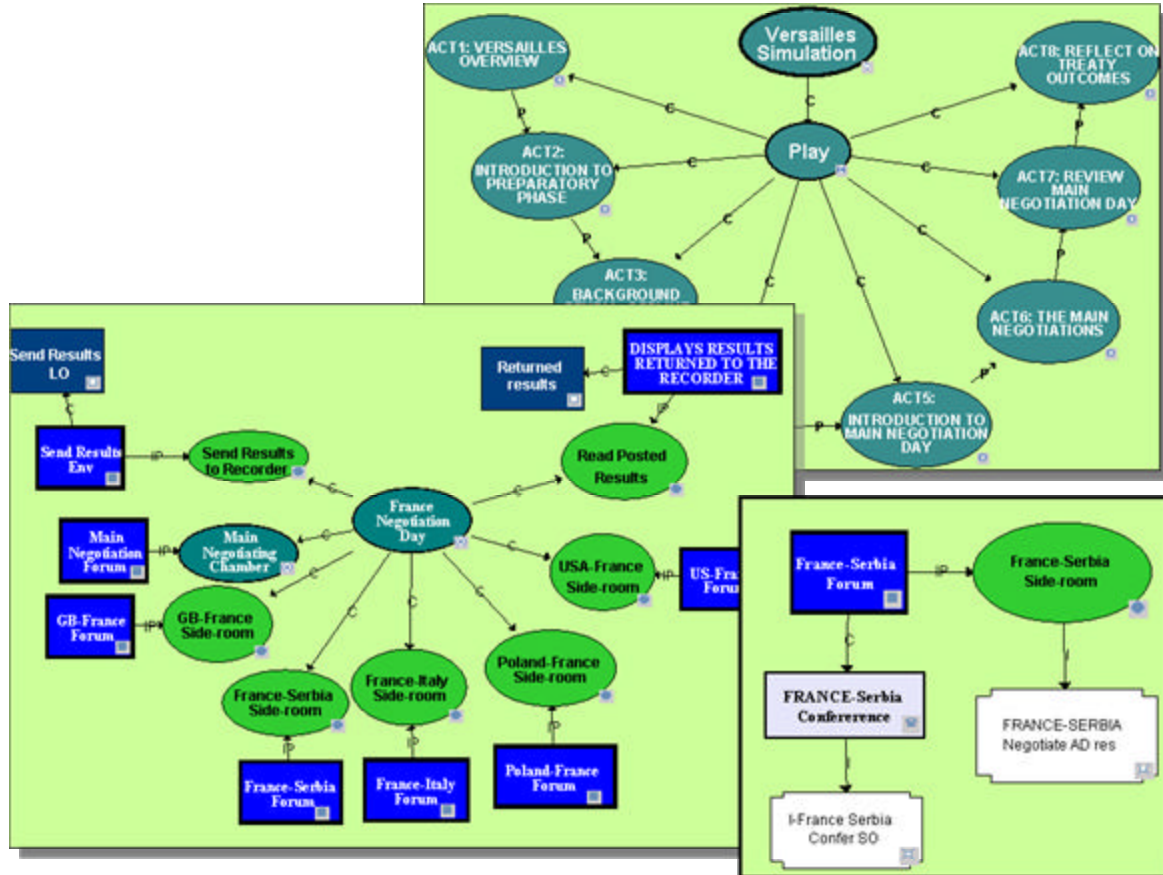 Versailles
Simulation
ACT1: VERSAILLES
OVERVIEW
ACT8: REFLECT ON
TREATY
OUTCOMES
C
P
C
C
P
Play
ACT2:
INTRODUCTION TO
PREPARATORY
PHASE
C
C
ACT7: REVIEW
MAIN
NEGOTIATION DAY
P
C
C
P
ACT3:
BACKGROUND
C
C
ACT6: THE MAIN
NEGOTIATIONS
P
ACT5:
INTRODUCTION TO
MAIN NEGOTIATION
DAY
P
Send Results
LO
Returned
results
C
DISPLAYS RESULTS
RETURNED TO THE
RECORDER
C
IP
Send Results
Env
IP
Send Results
to Recorder
Read Posted
Results
C
C
France
Negotiation
Day
Main
Negotiation
Forum
IP
Main
Negotiating
Chamber
C
C
USA-France
Side-room
IP
US-Fran
Foru
GB-France
Forum
IP
GB-France
Side-room
C
C
C
C
France-Serbia
Side-room
France-Italy
Side-room
Poland-France
Side-room
IP
IP
IP
France-Serbia
Forum
France-Italy
Forum
Poland-France
Forum
France-Serbia
Forum
IP
France-Serbia
Side-room
C
I
FRANCE-Serbia
Confererence
FRANCE-SERBIA
Negotiate AD res
I
I-France Serbia
Confer SO